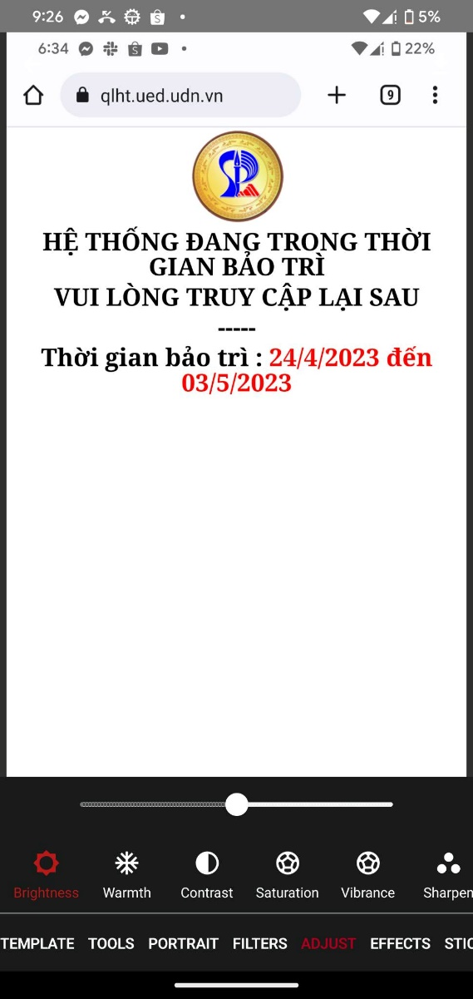 9:26
5%
6:34
22%
qlht.ued.udn.vn
9
HỆ THỐNG ĐANG TRONG THỜI
GIAN BẢO TRÌ
VUI LÒNG TRUY CẬP LẠI SAU
-----
Thời gian bảo trì : 24/4/2023 đến
03/5/2023
Brightness Warmth Contrast Saturation Vibrance Sharpen
TEMPLATE TOOLS PORTRAIT FILTERS ADJUST EFFECTS STIC